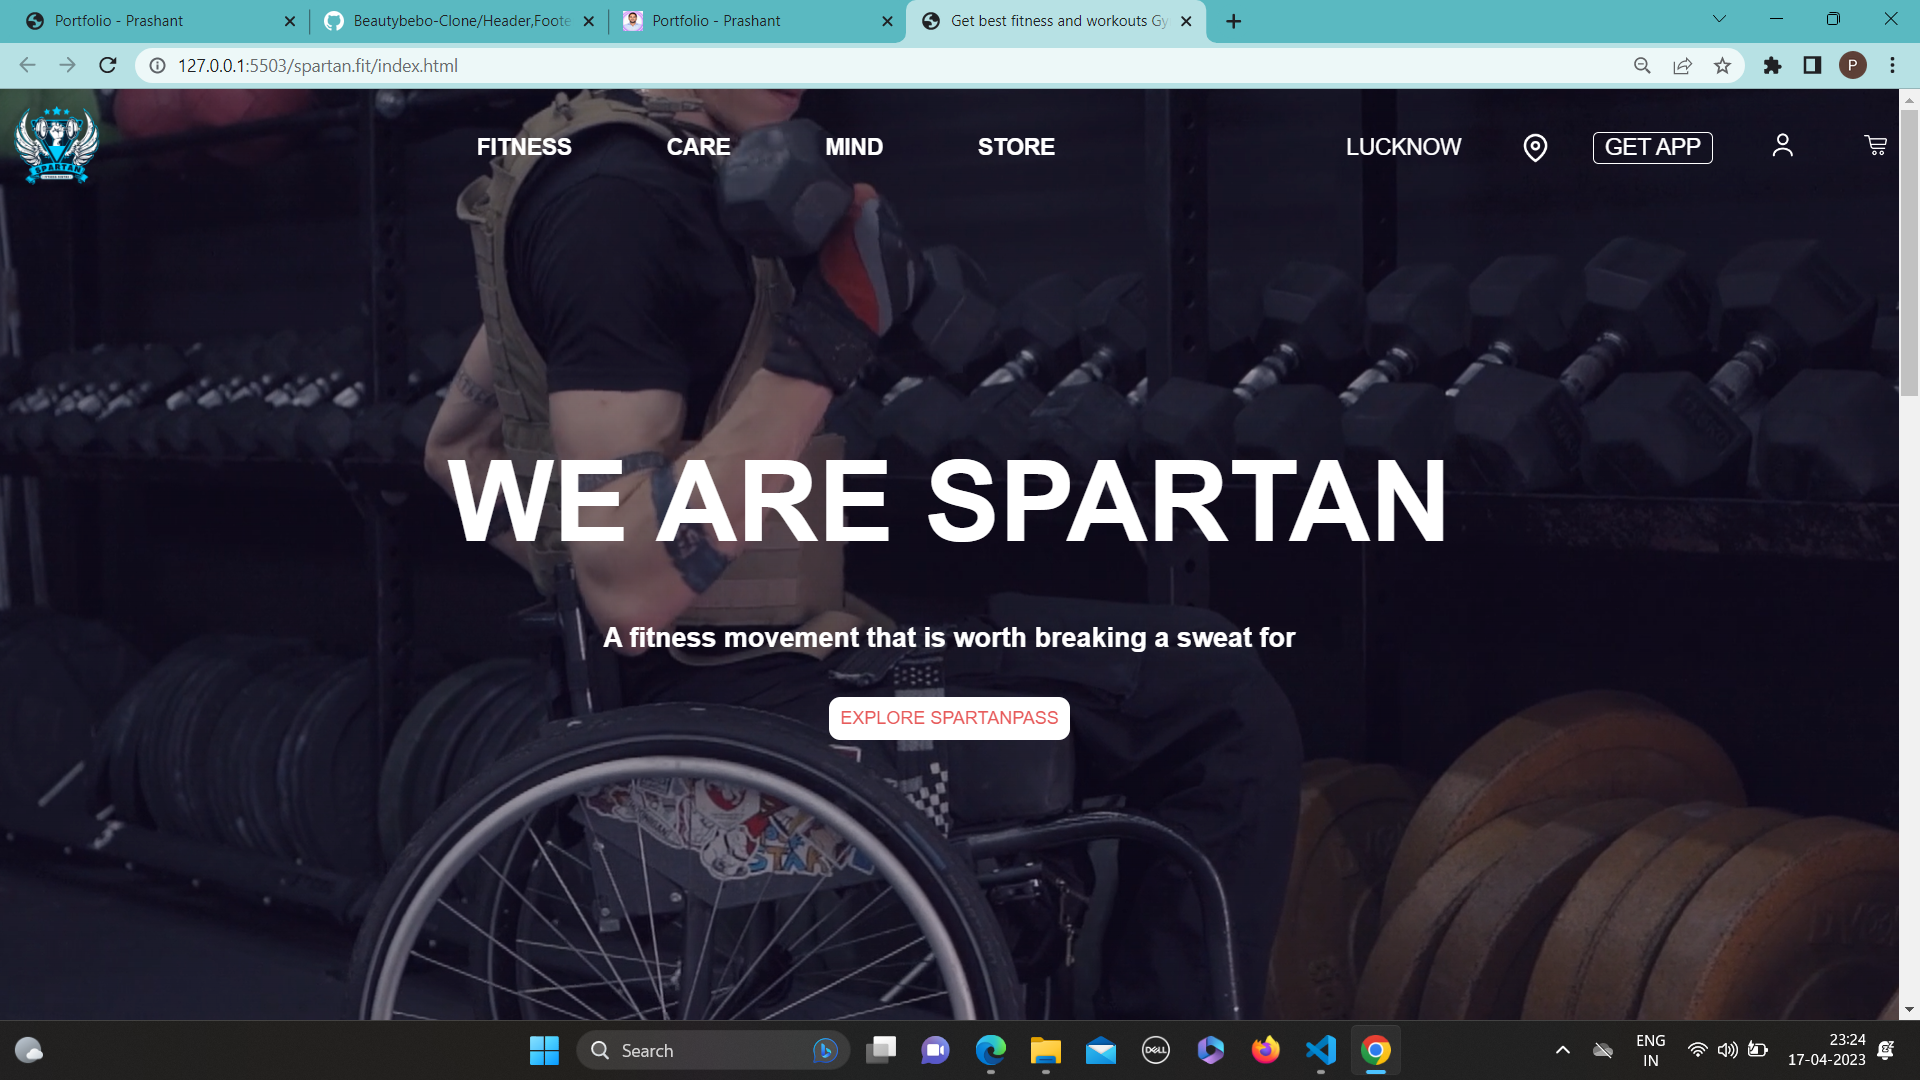 Portfolio - Prashant
Beautybebo-Clone/Header,Foote
Portfolio - Prashant
Get best fitness and workouts Gy
127.0.0.1:5503/spartan.fit/index.html
P
SPARTAN
FITNESS CARE MIND STORE LUCKNOW GET APP
WE ARE SPARTAN
A fitness movement that is worth breaking a sweat for
EXPLORE SPARTANPASS
Search
DELL
ENG
IN
23:24
17-04-2023